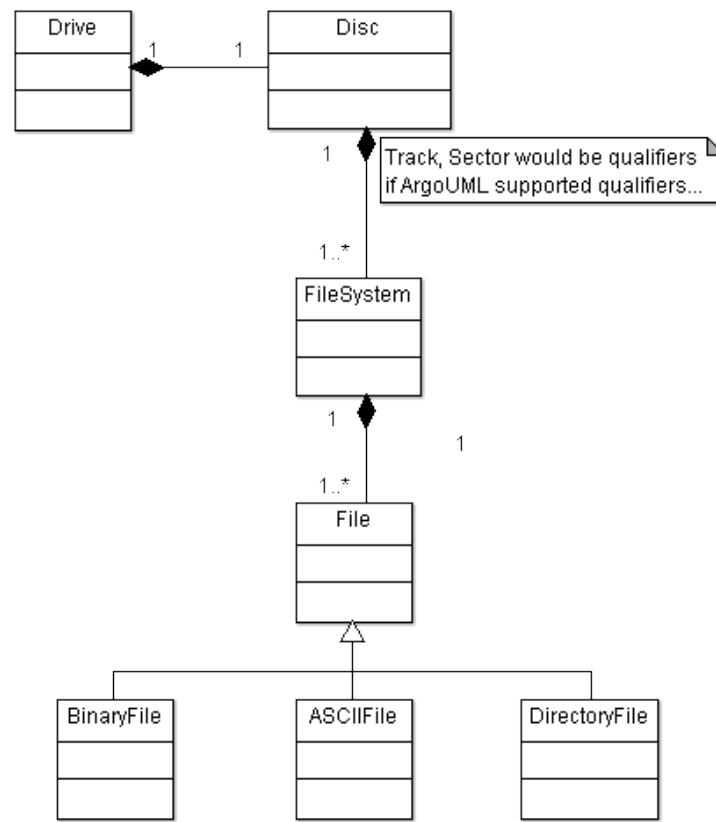 Drive
Disc
1
1
1
Track, Sector would be qualifiers
if ArgoUML supported qualifiers...
1..*
FileSystem
1
1
1..*
File
BinaryFile
ASCIIFile
DirectoryFile